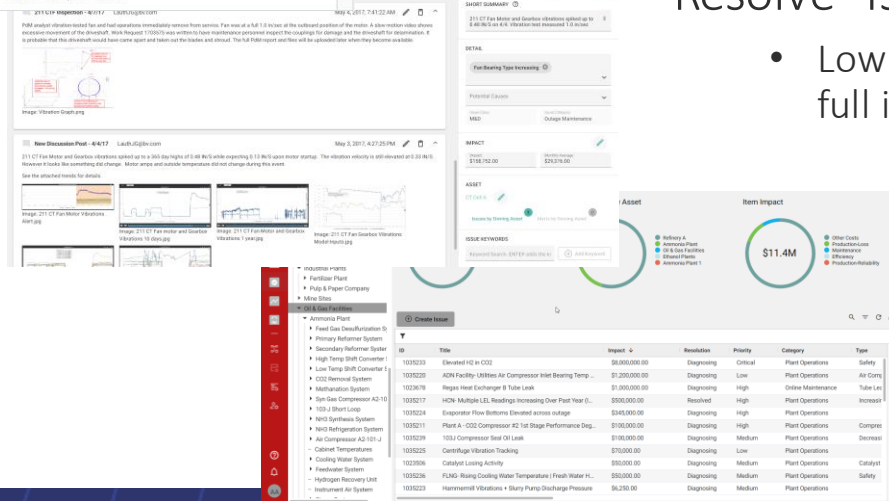 211 CTF Inspection - 4/7/17 LauthJG@bv.com May 4, 2017, 7:41:22 AM
PdM analyst vibration tested fan and had operations immediately remove from service. Fan was at a full 1.0 in/sec at the outboard position of the motor. A slow motion video shows
excessive movement of the driveshaft. Work Request 1703575 was written to have maintenance personnel inspect the couplings for damage and the driveshaft for delamination. It
is probable that this driveshaft would have came apart and taken out the blades and shroud. The full PdM report and files will be uploaded later when they become available.
Image: Vibration Graph.png
New Discussion Post - 4/4/17 LauthJG@bv.com May 3, 2017, 4:27:25 PM
211 CT Fan Motor and Gearbox vibrations spiked up to a 365 day highs of 0.48 IN/S while expecting 0.13 IN/S upon motor startup. The vibration velocity is still elevated at 0.33 IN/S.
However it looks like something did change. Motor amps and outside temperature did not change during this event
See the attached trends for details.
Image: 211 CT Fan Motor Vibrations
Alert.jpg
Image: 211 CT Fan motor and Gearbox
Vibrations 10 days.jpg
Image: 211 CT Fan Motor and Gearbox
Vibrations 1 year.jpg
Image: 211 CT Fan Gearbox Vibrations
Model Inputs.jpg
SHORT SUMMARY
211 CT Fan Motor and Gearbox vibrations spiked up to
0.48 IN/S on 4/4. Vibration test measured 1.0 in/sec
DETAIL
Fan Bearing Type Increasing
Potential Causes
M&D
Outage Maintenance
IMPACT
Monthly Average
$158,752.00
ASSET
Issues by Owning Asset
ISSUE KEYWORDS
Keyword Search. ENTER adds the
Add Keyword
Resolve
Low
full i
Asset
Refinery A
Ammonia Plant
Oil & Gas Facilities
Ethanol Plants
Ammonia Plant 1
Item Impact
$11.4M
Other Costs
Production-Loss
Maintenance
Efficiency
Production-Reliability
Industrial Plants
Fertilizer Plant
Pulp & Paper Company
Mine Sites
Oil & Gas Facilities
Ammonia Plant
Feed Gas Desulfurization Sy
Primary Reformer System
Secondary Reformer System
High Temp Shift Converter
Low Temp Shift Converter
CO2 Removal System
Methanation System
Syn Gas Compressor A2-10
103-J Short Loop
NH3 Synthesis System
NH3 Refrigeration System
Air Compressor A2-101-J
Cabinet Temperatures
Cooling Water System
Feedwater System
Hydrogen Recovery Unit
Instrument Air System
AA
Create Issue
ID Title Impact Resolution Priority Category Type
1035233 Elevated H2 in CO2 $8,000,000.00 Diagnosing Critical Plant Operations Safety
1035220 ADN Facility- Utilities Air Compressor Inlet Bearing Temp ... $1,200,000.00 Diagnosing Low Plant Operations Air Comp
1023678 Regas Heat Exchanger B Tube Leak $1,000,000.00 Diagnosing High Online Maintenance Tube Lea
1035217 HCN- Multiple LEL Readings Increasing Over Past Year (I... $500,000.00 Resolved High Plant Operations Increasin
1035224 Evaporator Flow Bottoms Elevated across outage $345,000.00 Diagnosing High Plant Operations
1035211 Plant A - CO2 Compressor #2 1st Stage Performance Deg... $100,000.00 Diagnosing High Plant Operations Compres
1035239 103J Compressor Seal Oil Leak $100,000.00 Diagnosing Medium Plant Operations Decreasi
1035225 Centrifuge Vibration Tracking $70,000.00 Diagnosing Low Plant Operations
1023506 Catalyst Losing Activity $50,000.00 Diagnosing Medium Plant Operations Catalyst
1035236 FLNG- Rising Cooling Water Temperature | Fresh Water H... $50,000.00 Diagnosing Medium Plant Operations Safety
1035223 Hammermill Vibrations + Slurry Pump Discharge Pressure $6,250.00 Diagnosing Medium Plant Operations